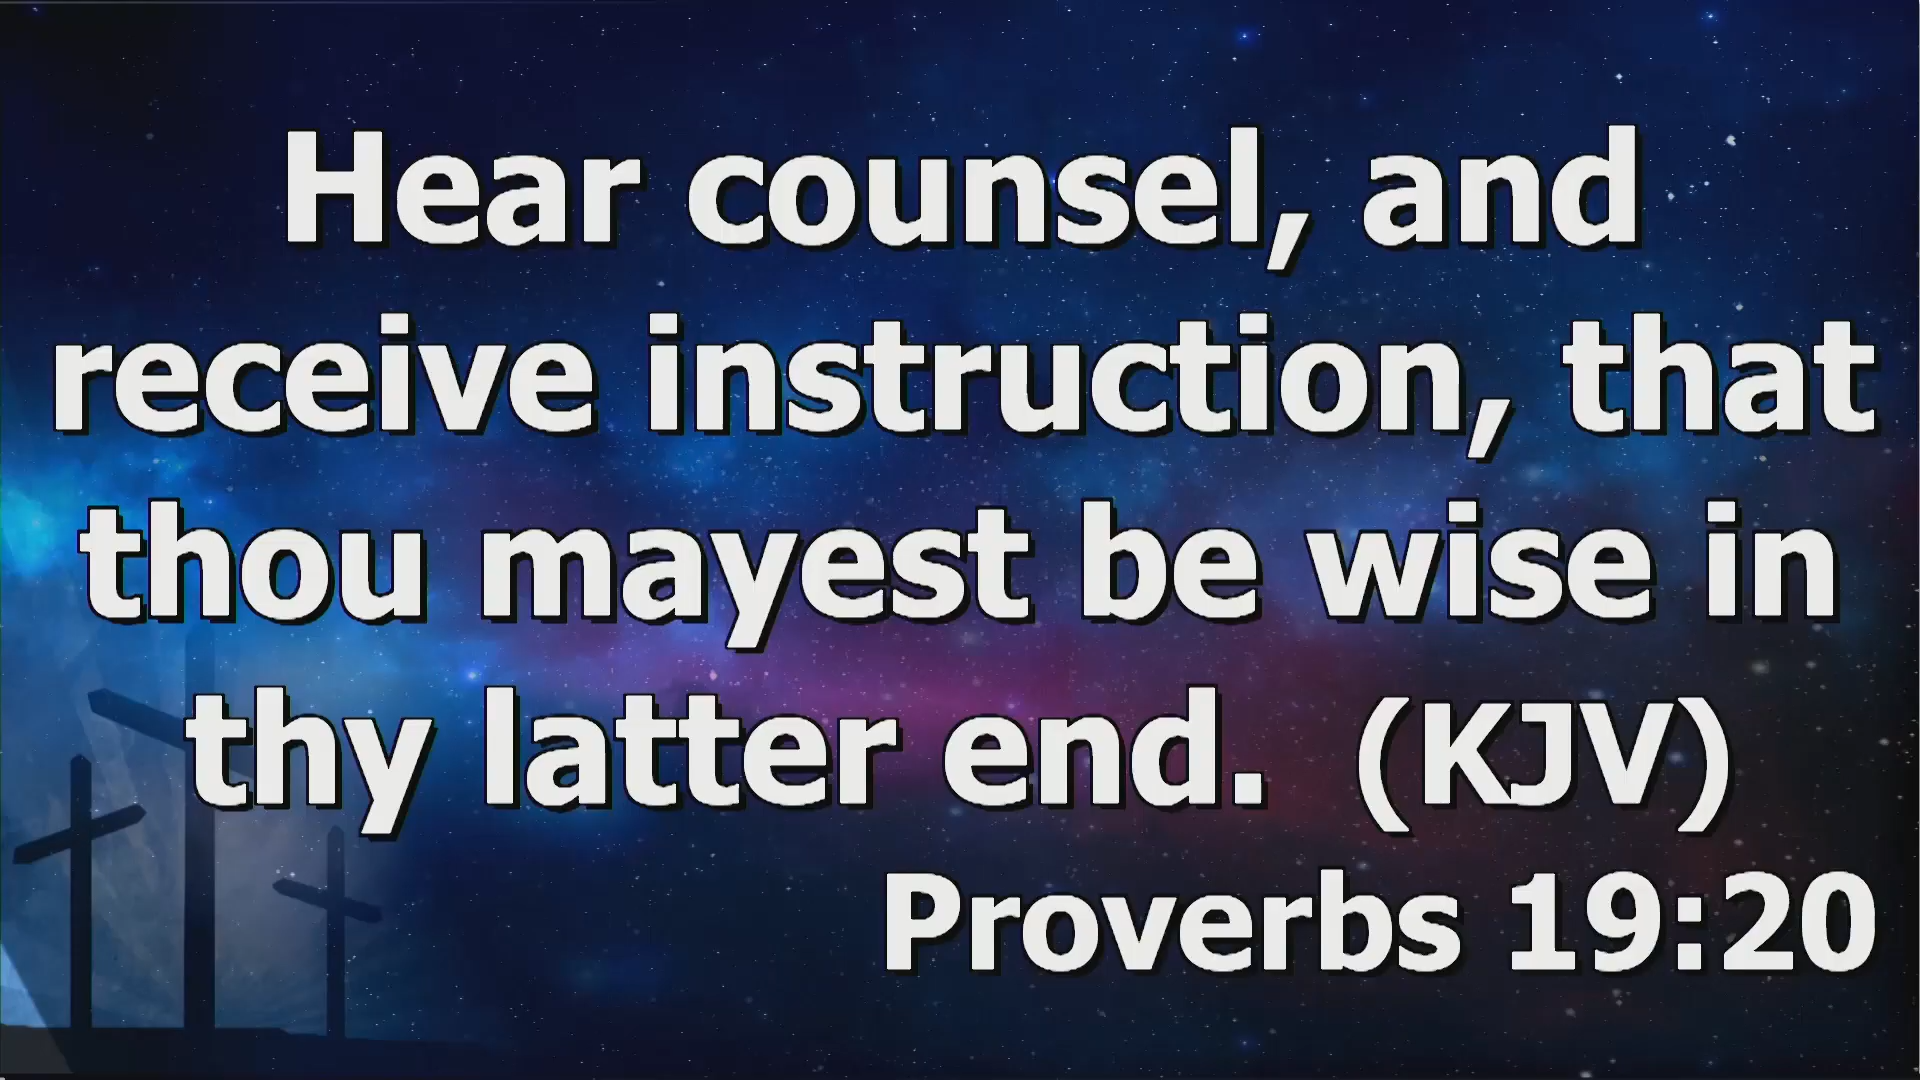 Hear counsel, and
receive instruction, that
thou mayest be wise in
thy latter end.  (KJV)
Proverbs 19:20